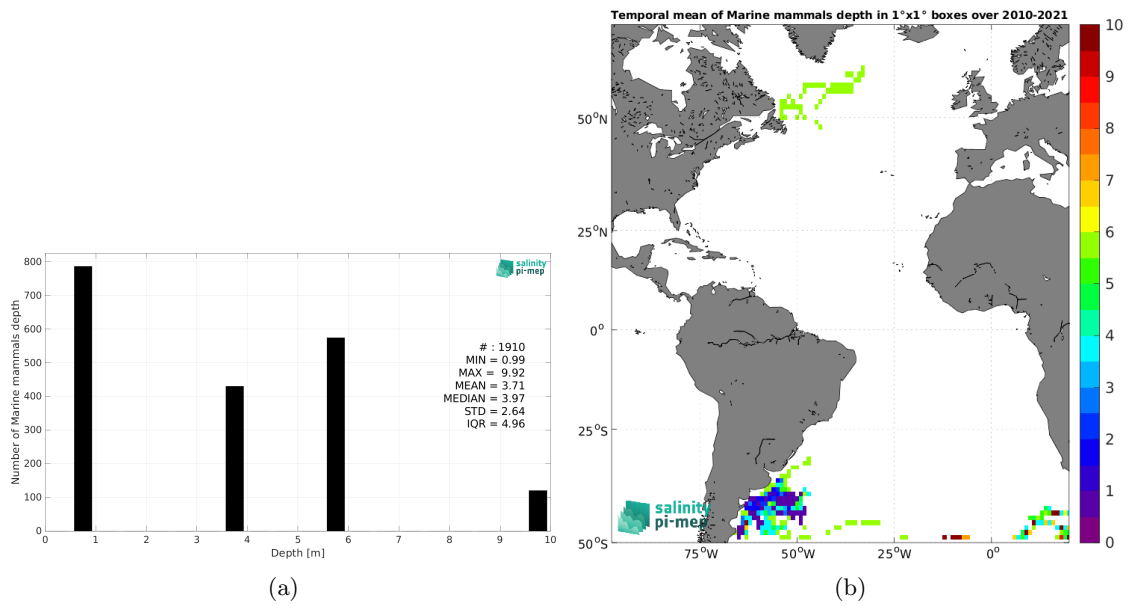 800
700
600
500
400
300
200
100
0
Number of Marine mammals depth
salinity
pi-mep
# : 1910
MIN = 0.99
MAX = 9.92
MEAN = 3.71
MEDIAN = 3.97
STD = 2.64
IQR = 4.96
0 1 2 3 4 5 6 7 8 9 10
Depth [m]
(a)
Temporal mean of Marine mammals depth in 1°x1° boxes over 2010-2021
50°N
25°N
0°
25°S
50°S
salinity
pi-mep
75°W 50°W 25°W 0°
10
9
8
7
6
5
4
3
2
1
0
(b)